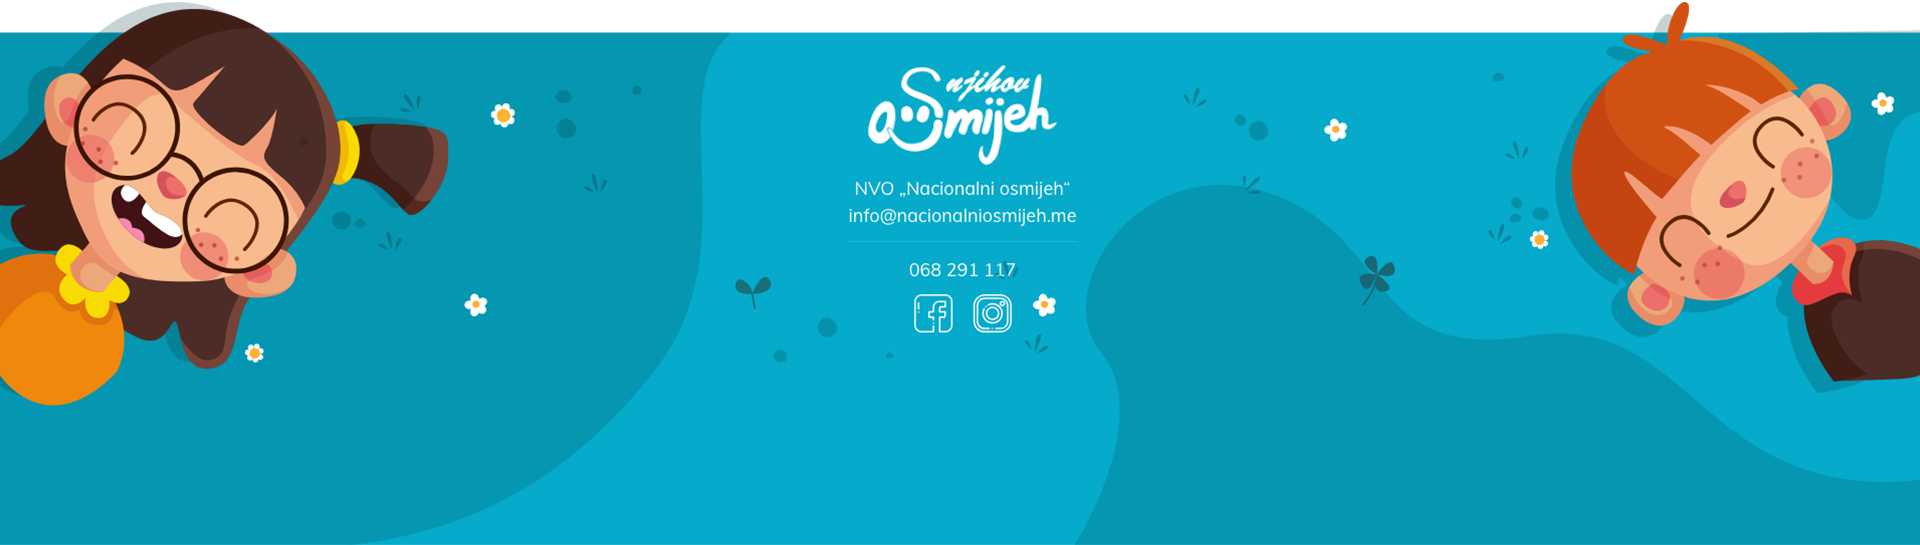 njihov
osmijeh
NVO „Nacionalni osmijeh“
info@nacionalniosmijeh.me
068 291 117